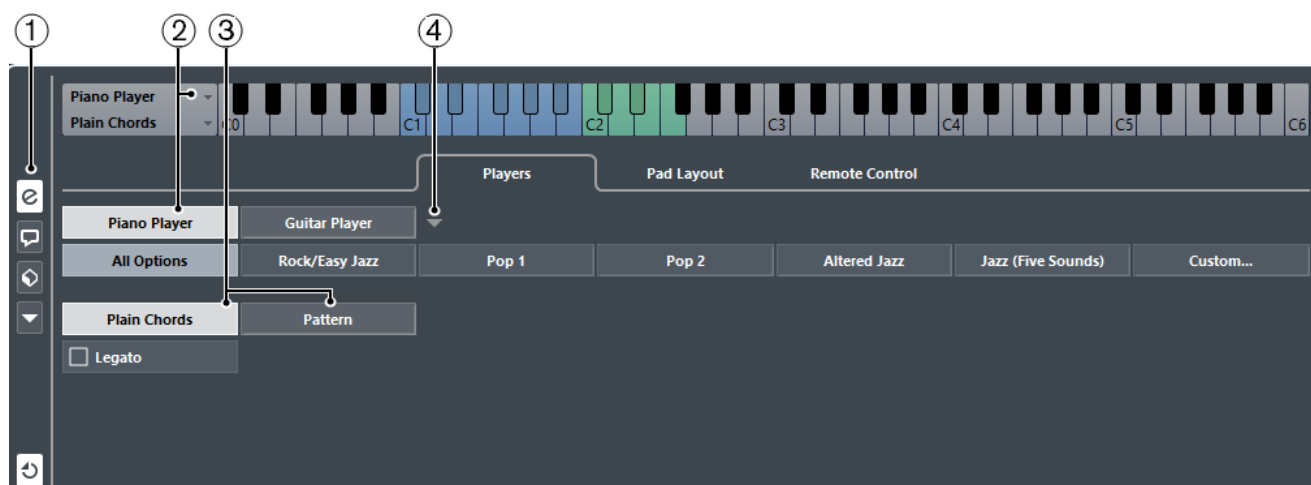 1 2 3 4
Piano Player
Plain Chords
C0 C1 C2 C3 C4 C5 C6
Players Pad Layout Remote Control
e
Piano Player Guitar Player
All Options Rock/Easy Jazz Pop 1 Pop 2 Altered Jazz Jazz (Five Sounds) Custom...
Plain Chords Pattern
Legato